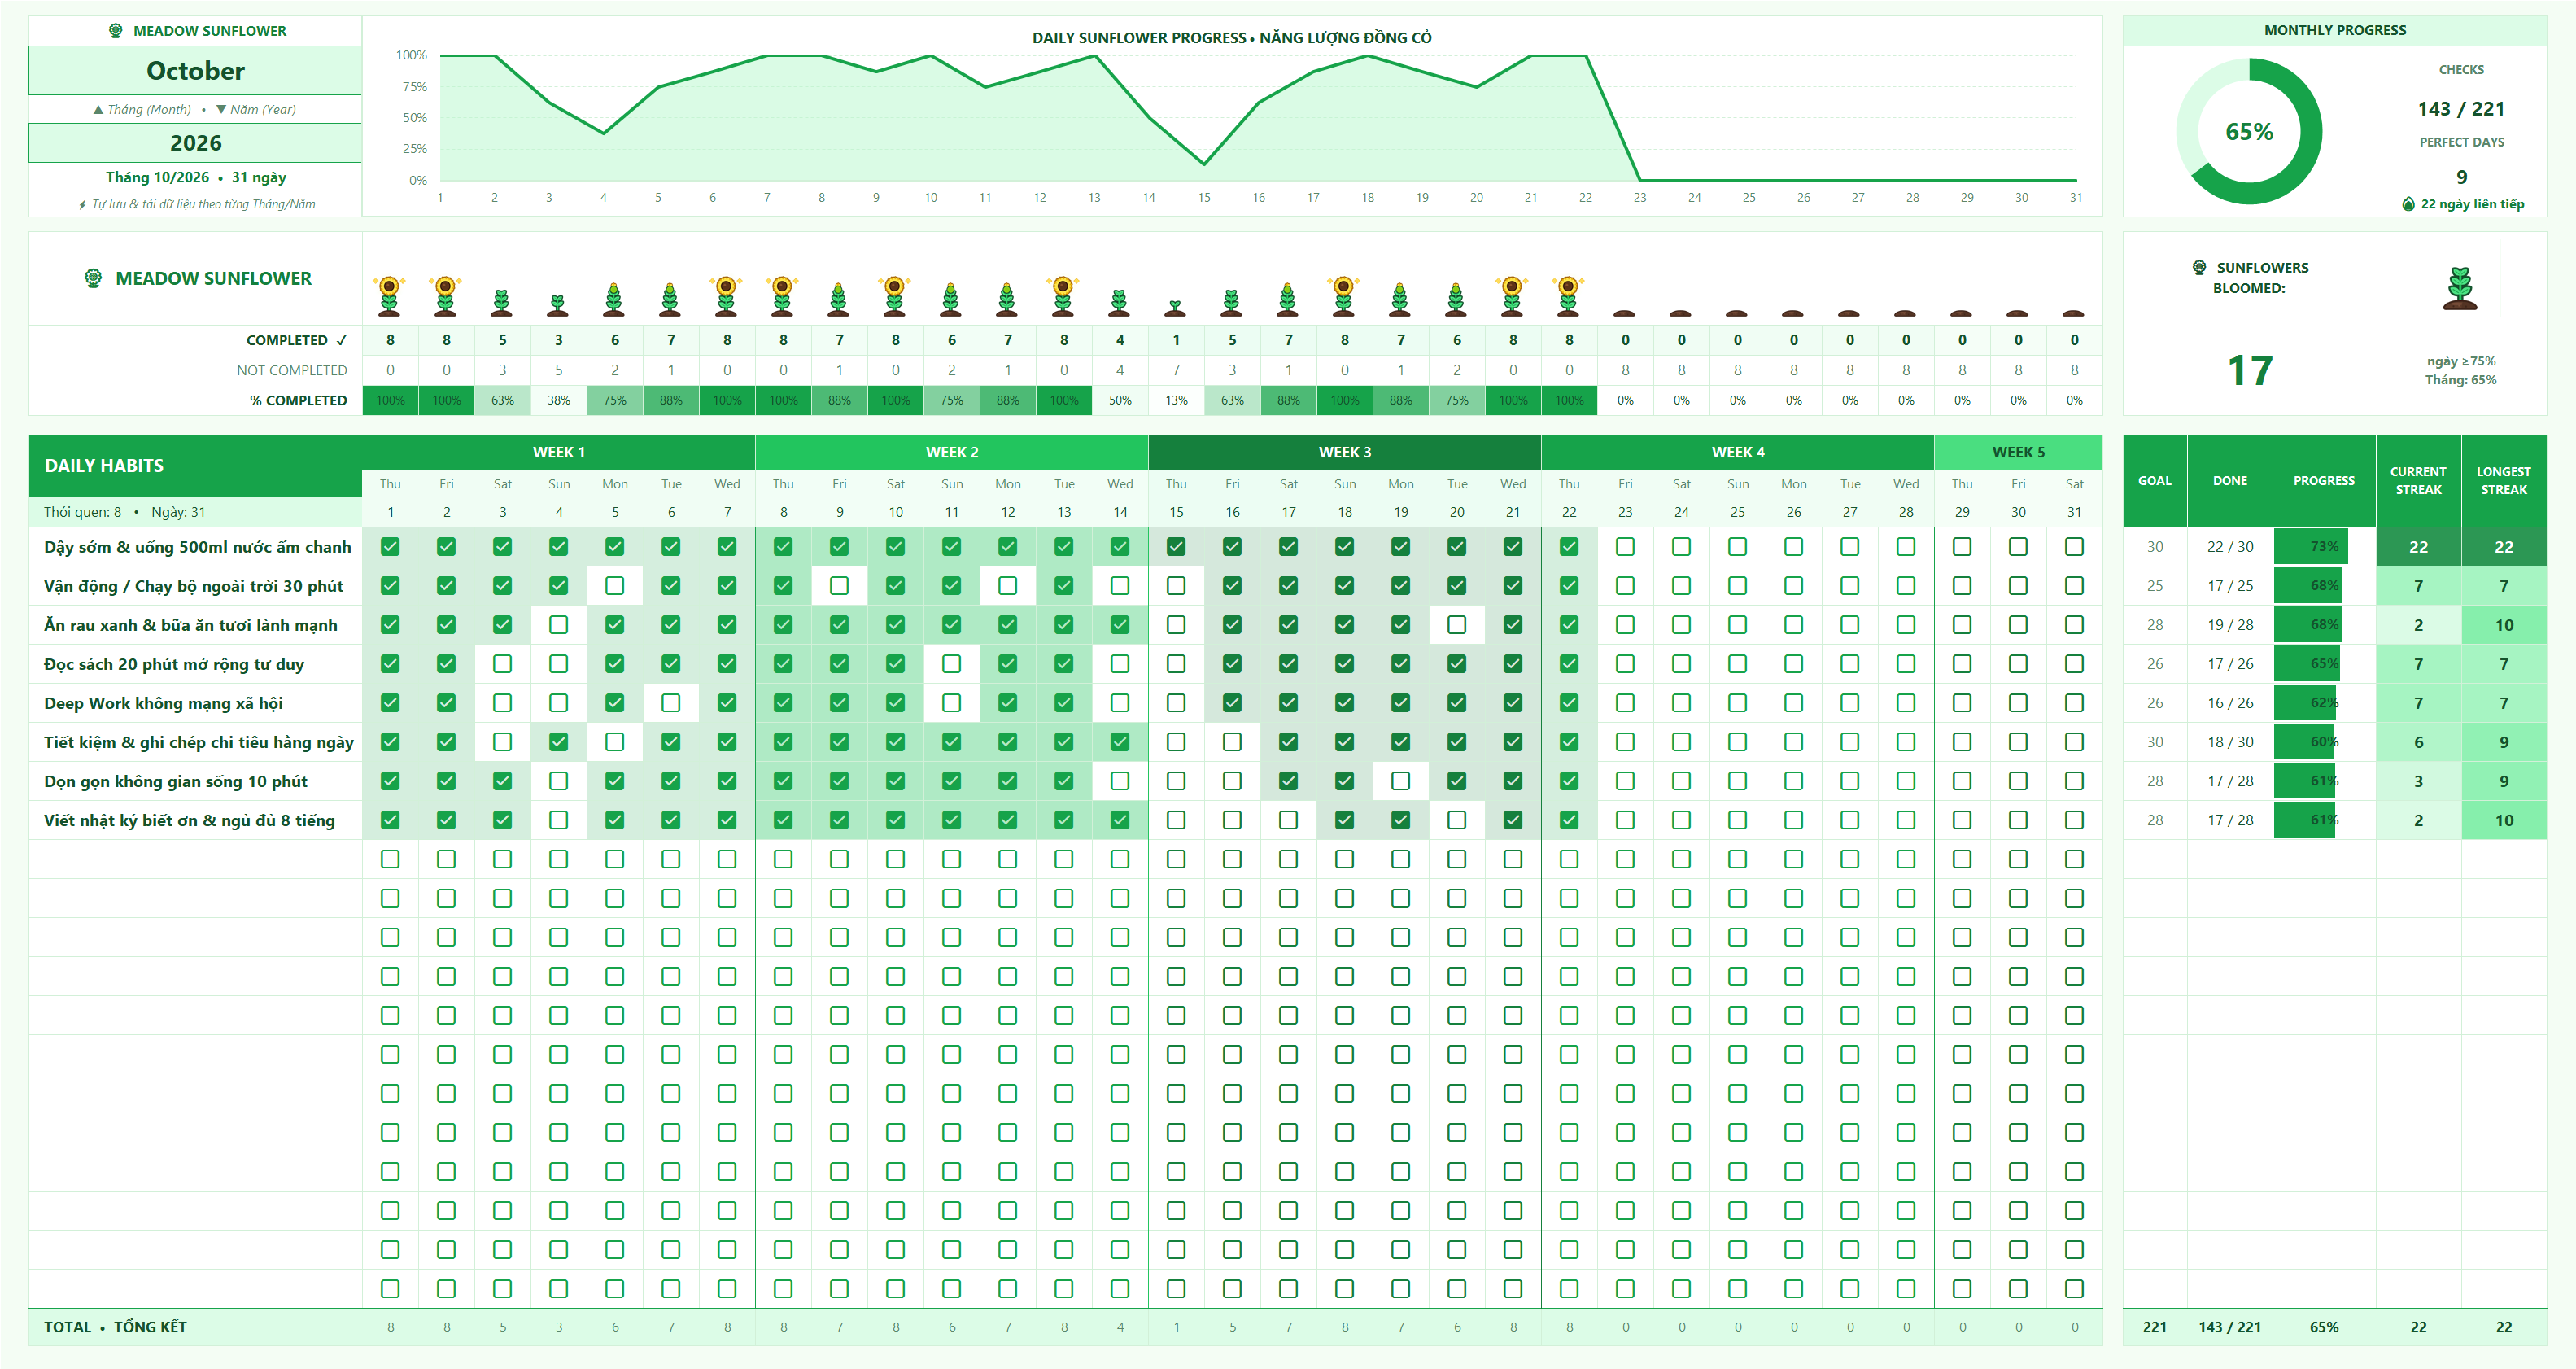 MEADOW SUNFLOWER
October
▲ Tháng (Month) • ▼ Năm (Year)
2026
Tháng 10/2026 • 31 ngày
Tự lưu & tải dữ liệu theo từng Tháng/Năm
DAILY SUNFLOWER PROGRESS • NĂNG LƯỢNG ĐỒNG CỎ
100%
75%
50%
25%
0%
1 2 3 4 5 6 7 8 9 10 11 12 13 14 15 16 17 18 19 20 21 22 23 24 25 26 27 28 29 30 31
MONTHLY PROGRESS
65%
CHECKS
143 / 221
PERFECT DAYS
9
22 ngày liên tiếp
MEADOW SUNFLOWER
COMPLETED ✓ 8 8 5 3 6 7 8 8 7 8 6 7 8 4 1 5 7 8 7 6 8 8 0 0 0 0 0 0 0 0 0
NOT COMPLETED 0 0 3 5 2 1 0 0 1 0 2 1 0 4 7 3 1 0 1 2 0 0 8 8 8 8 8 8 8 8 8
% COMPLETED 100% 100% 63% 38% 75% 88% 100% 100% 88% 100% 75% 88% 100% 50% 13% 63% 88% 100% 88% 75% 100% 100% 0% 0% 0% 0% 0% 0% 0% 0% 0%
SUNFLOWERS
BLOOMED:
17
ngày ≥75%
Tháng: 65%
DAILY HABITS
WEEK 1 WEEK 2 WEEK 3 WEEK 4 WEEK 5
Thu Fri Sat Sun Mon Tue Wed Thu Fri Sat Sun Mon Tue Wed Thu Fri Sat Sun Mon Tue Wed Thu Fri Sat Sun Mon Tue Wed Thu Fri Sat
Thói quen: 8 • Ngày: 31
1 2 3 4 5 6 7 8 9 10 11 12 13 14 15 16 17 18 19 20 21 22 23 24 25 26 27 28 29 30 31
GOAL DONE PROGRESS CURRENT STREAK LONGEST STREAK
Dậy sớm & uống 500ml nước ấm chanh 30 22 / 30 73% 22 22
Vận động / Chạy bộ ngoài trời 30 phút 25 17 / 25 68% 7 7
Ăn rau xanh & bữa ăn tươi lành mạnh 28 19 / 28 68% 2 10
Đọc sách 20 phút mở rộng tư duy 26 17 / 26 65% 7 7
Deep Work không mạng xã hội 26 16 / 26 62% 7 7
Tiết kiệm & ghi chép chi tiêu hằng ngày 30 18 / 30 60% 6 9
Dọn gọn không gian sống 10 phút 28 17 / 28 61% 3 9
Viết nhật ký biết ơn & ngủ đủ 8 tiếng 28 17 / 28 61% 2 10
TOTAL • TỔNG KẾT 8 8 5 3 6 7 8 8 7 8 6 7 8 4 1 5 7 8 7 6 8 8 0 0 0 0 0 0 0 0 0 221 143 / 221 65% 22 22